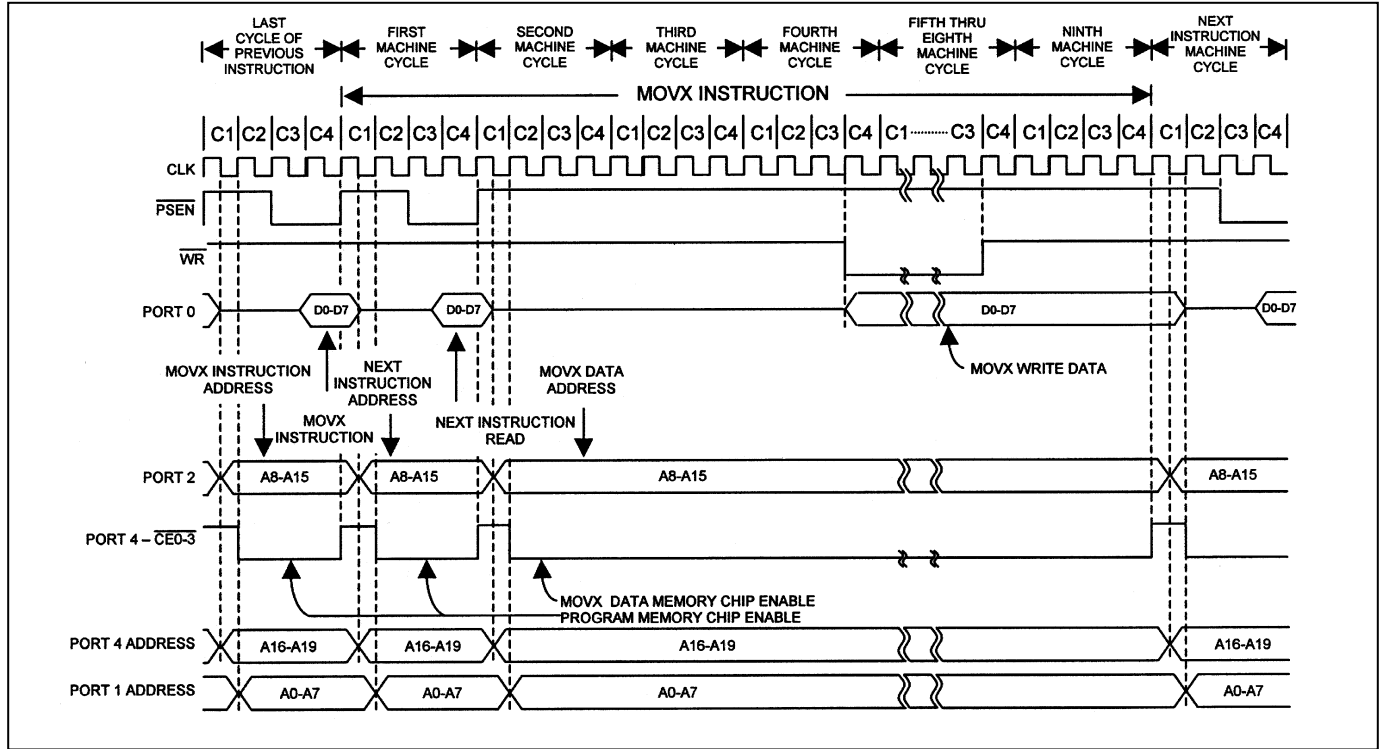 LAST CYCLE OF PREVIOUS INSTRUCTION
FIRST MACHINE CYCLE
SECOND MACHINE CYCLE
THIRD MACHINE CYCLE
FOURTH MACHINE CYCLE
FIFTH THRU EIGHTH MACHINE CYCLE
NINTH MACHINE CYCLE
NEXT INSTRUCTION MACHINE CYCLE
MOVX INSTRUCTION
C1 C2 C3 C4 C1 C2 C3 C4 C1 C2 C3 C4 C1 C2 C3 C4 C1 C2 C3 C4 C1 .......... C3 C4 C1 C2 C3 C4 C1 C2 C3 C4
CLK
PSEN
WR
PORT 0 D0-D7 D0-D7 D0-D7 D0-D7
MOVX INSTRUCTION ADDRESS
NEXT INSTRUCTION ADDRESS
MOVX DATA ADDRESS
MOVX WRITE DATA
MOVX INSTRUCTION
NEXT INSTRUCTION READ
PORT 2 A8-A15 A8-A15 A8-A15 A8-A15
PORT 4 – CE0-3
MOVX DATA MEMORY CHIP ENABLE
PROGRAM MEMORY CHIP ENABLE
PORT 4 ADDRESS A16-A19 A16-A19 A16-A19 A16-A19
PORT 1 ADDRESS A0-A7 A0-A7 A0-A7 A0-A7